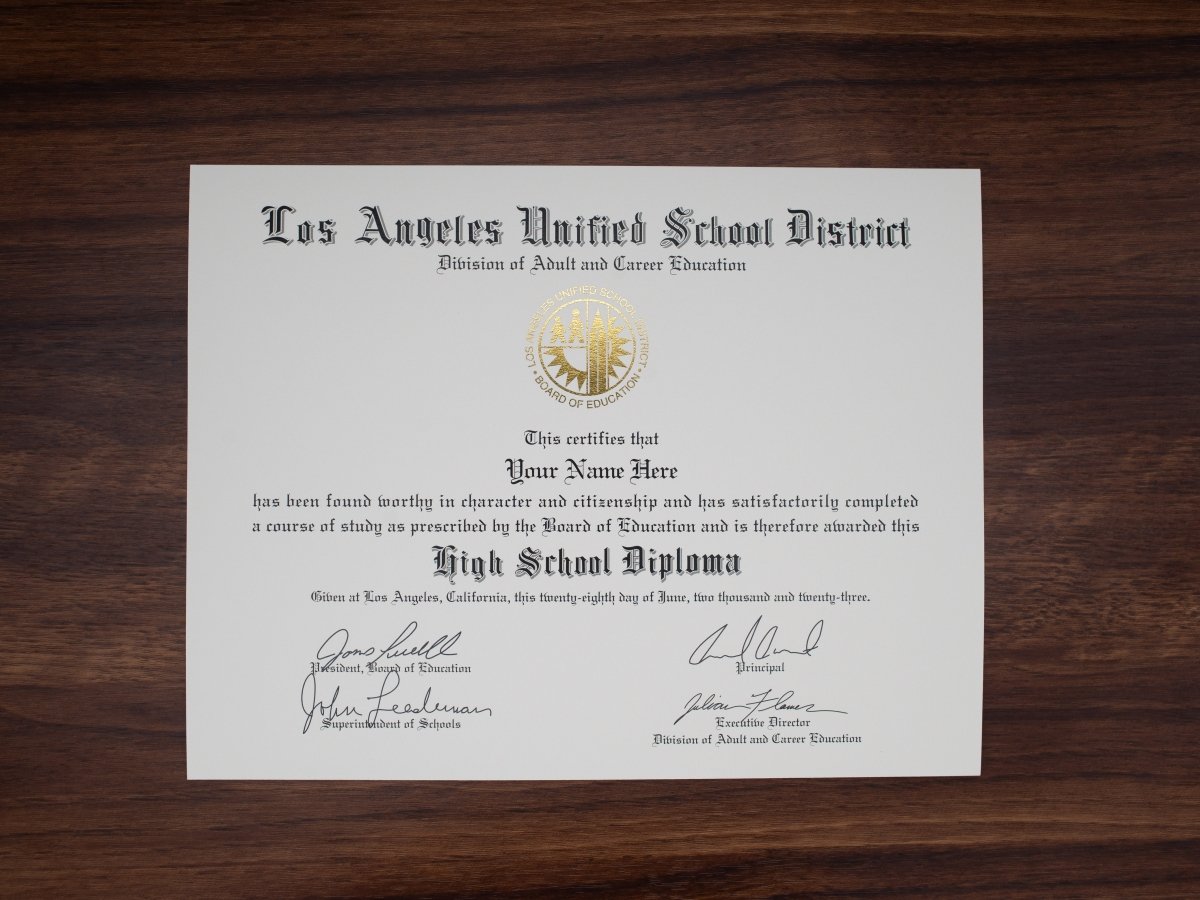 Los Angeles Unified School District
Division of Adult and Career Education
LOS ANGELES UNIFIED SCHOOL DISTRICT
• BOARD OF EDUCATION •
This certifies that
Your Name Here
has been found worthy in character and citizenship and has satisfactorily completed
a course of study as prescribed by the Board of Education and is therefore awarded this
High School Diploma
Given at Los Angeles, California, this twenty-eighth day of June, two thousand and twenty-three.
President, Board of Education
Principal
John
Superintendent of Schools
Executive Director
Division of Adult and Career Education